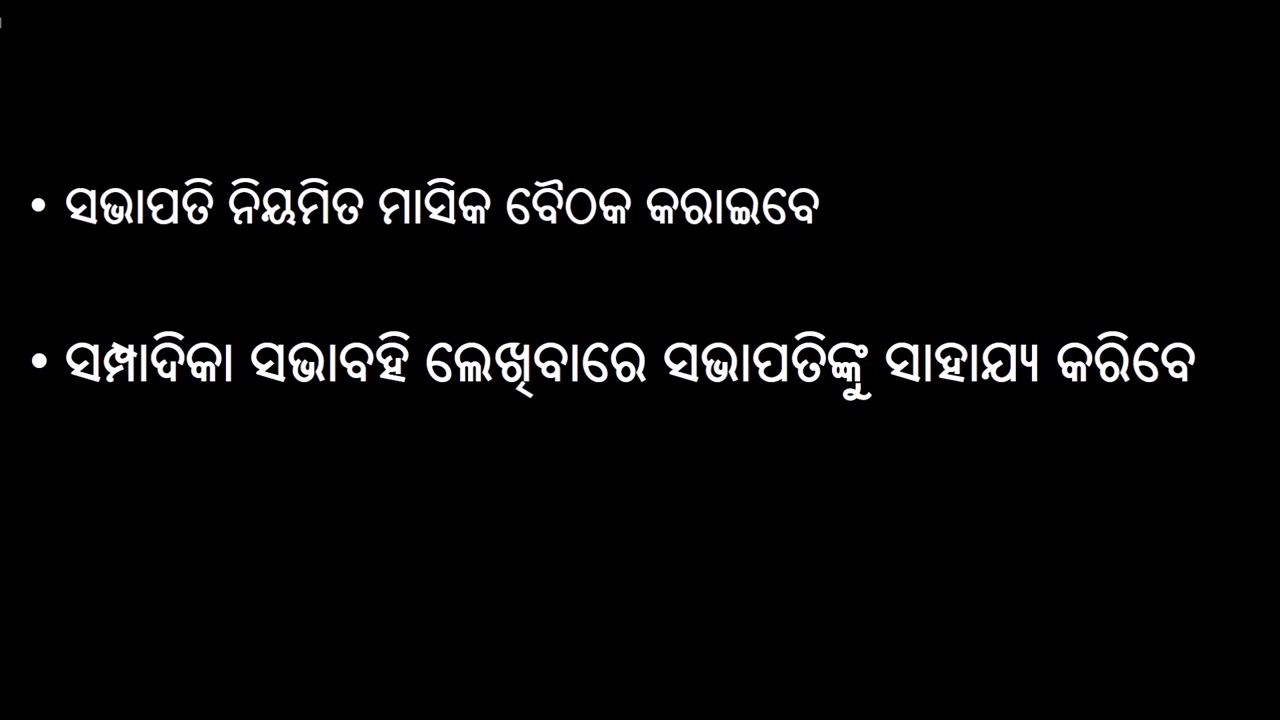 • ସଭାପତି ନିୟମିତ ମାସିକ ବୈଠକ କରାଇବେ
• ସମ୍ପାଦିକା ସଭାବହି ଲେଖିବାରେ ସଭାପତିଙ୍କୁ ସାହାଯ୍ୟ କରିବେ